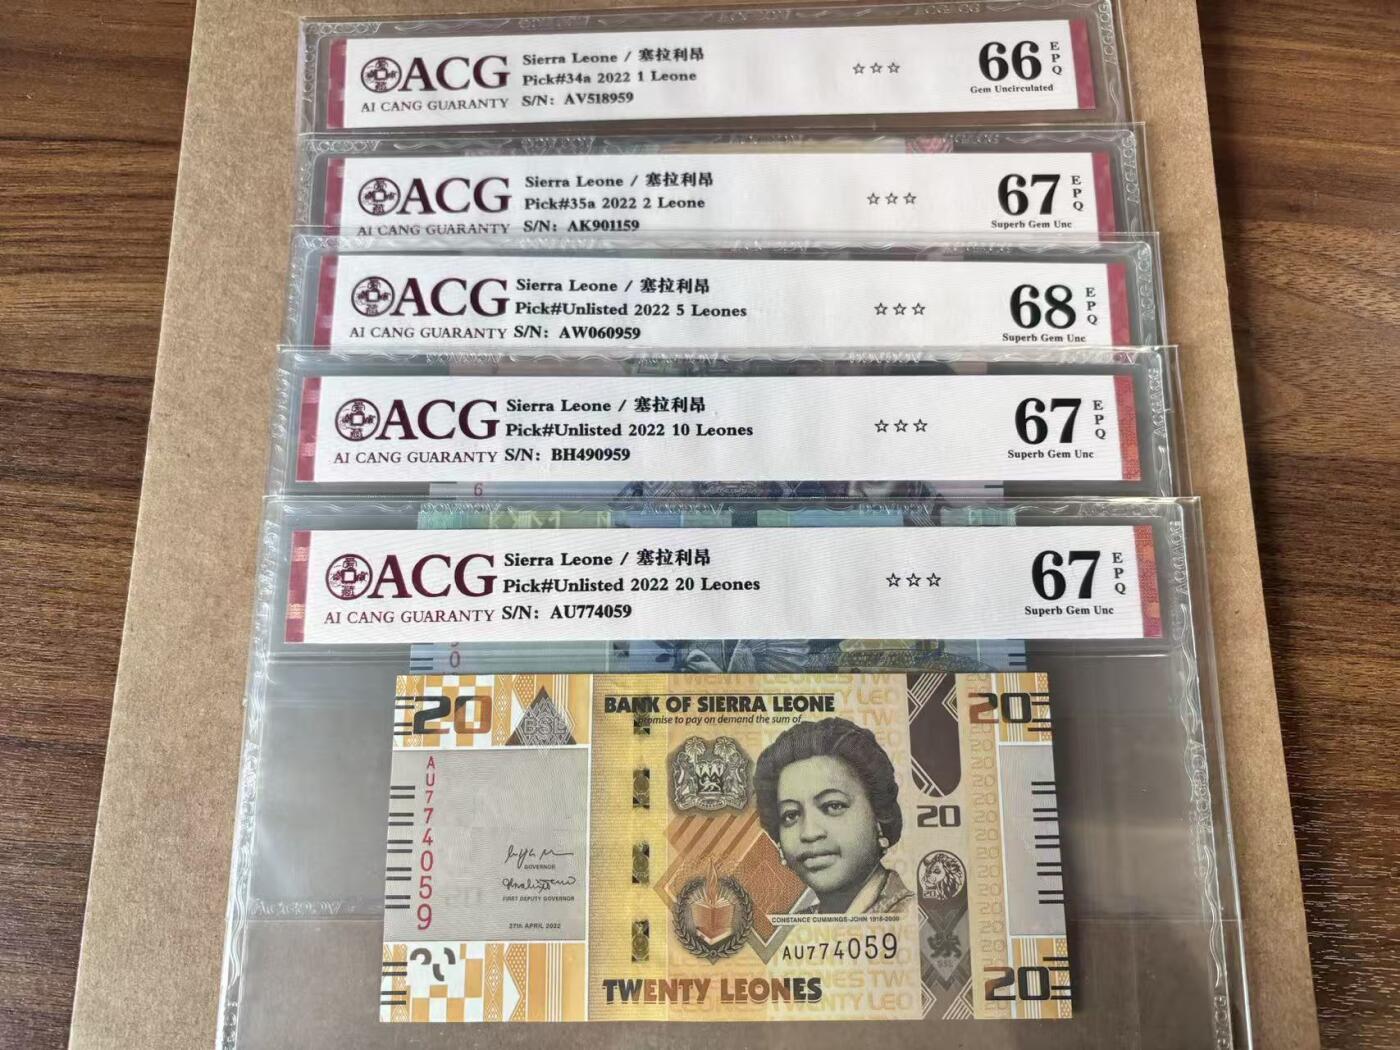 ACG
AI CANG GUARANTY
Sierra Leone / 塞拉利昂
Pick#34a 2022 1 Leone
S/N: AV518959
☆☆☆
66
EPQ
Gem Uncirculated
ACG
AI CANG GUARANTY
Sierra Leone / 塞拉利昂
Pick#35a 2022 2 Leone
S/N: AK901159
☆☆☆
67
EPQ
Superb Gem Unc
ACG
AI CANG GUARANTY
Sierra Leone / 塞拉利昂
Pick#Unlisted 2022 5 Leones
S/N: AW060959
☆☆☆
68
EPQ
Superb Gem Unc
ACG
AI CANG GUARANTY
Sierra Leone / 塞拉利昂
Pick#Unlisted 2022 10 Leones
S/N: BH490959
☆☆☆
67
EPQ
Superb Gem Unc
6
ACG
AI CANG GUARANTY
Sierra Leone / 塞拉利昂
Pick#Unlisted 2022 20 Leones
S/N: AU774059
☆☆☆
67
EPQ
Superb Gem Unc
0
20
BSL
BANK OF SIERRA LEONE
promise to pay on demand the sum of
20
AU774059
20
GOVERNOR
FIRST DEPUTY GOVERNOR
27th APRIL 2022
CONSTANCE CUMMINGS-JOHN 1918-2000
AU774059
TWENTY LEONES
20
20